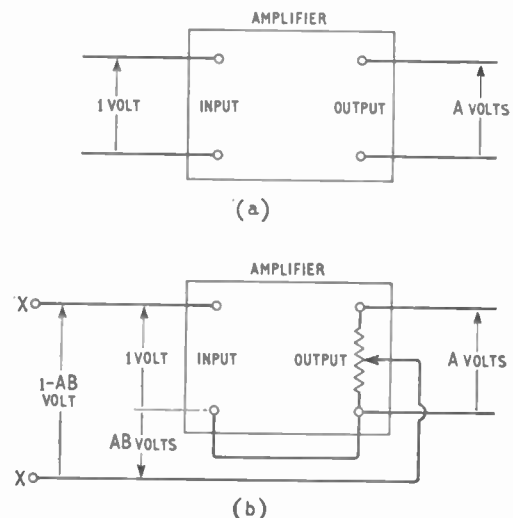 AMPLIFIER
1 VOLT
INPUT
OUTPUT
A VOLTS
(a)
AMPLIFIER
X
1-AB
VOLT
1 VOLT
INPUT
OUTPUT
A VOLTS
AB VOLTS
X
(b)